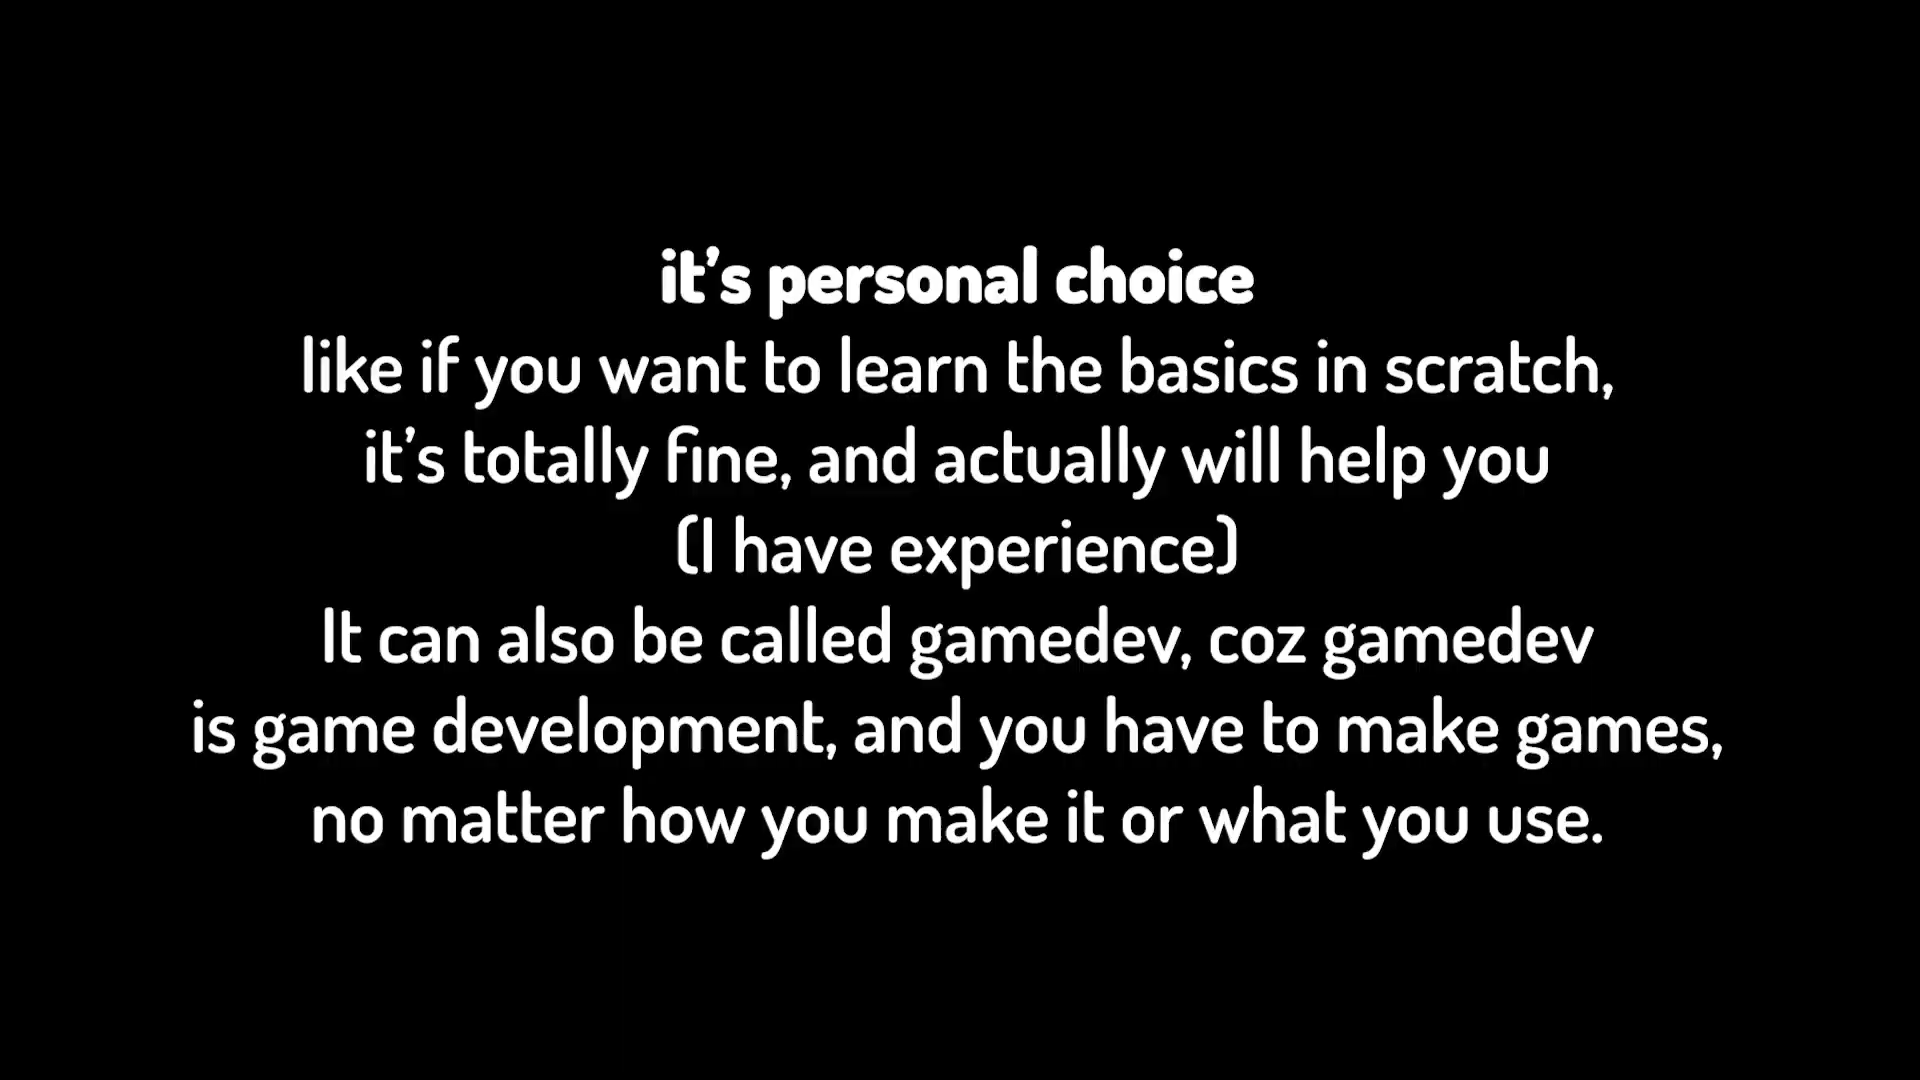 it’s personal choice
like if you want to learn the basics in scratch,
it’s totally fine, and actually will help you
(I have experience)
It can also be called gamedev, coz gamedev
is game development, and you have to make games,
no matter how you make it or what you use.